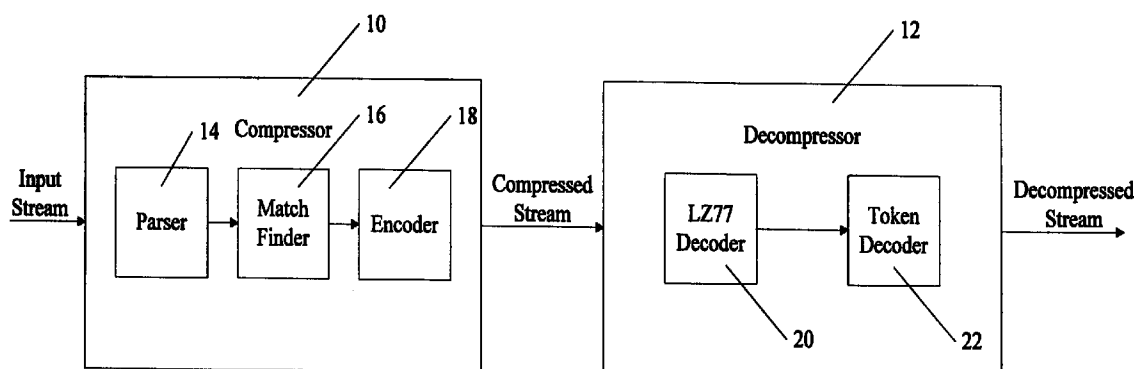 10
12
Compressor
14
16
18
Decompressor
Input
Stream
Parser
Match
Finder
Encoder
Compressed
Stream
LZ77
Decoder
Token
Decoder
Decompressed
Stream
20
22